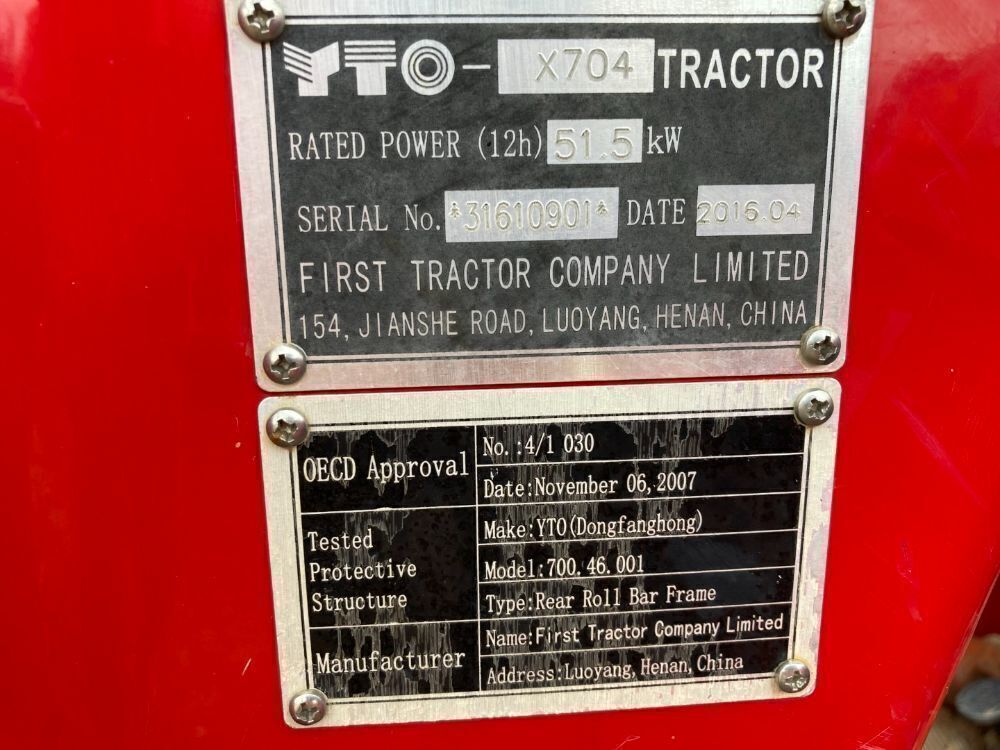 YTO- X704 TRACTOR
RATED POWER (12h) 51.5 kW
SERIAL No. *31610901* DATE 2016.04
FIRST TRACTOR COMPANY LIMITED
154, JIANSHE ROAD, LUOYANG, HENAN, CHINA
OECD Approval
No.:4/1 030
Date:November 06,2007
Tested
Protective
Structure
Make:YTO(Dongfanghong)
Model:700.46.001
Type:Rear Roll Bar Frame
Manufacturer
Name:First Tractor Company Limited
Address:Luoyang,Henan,China